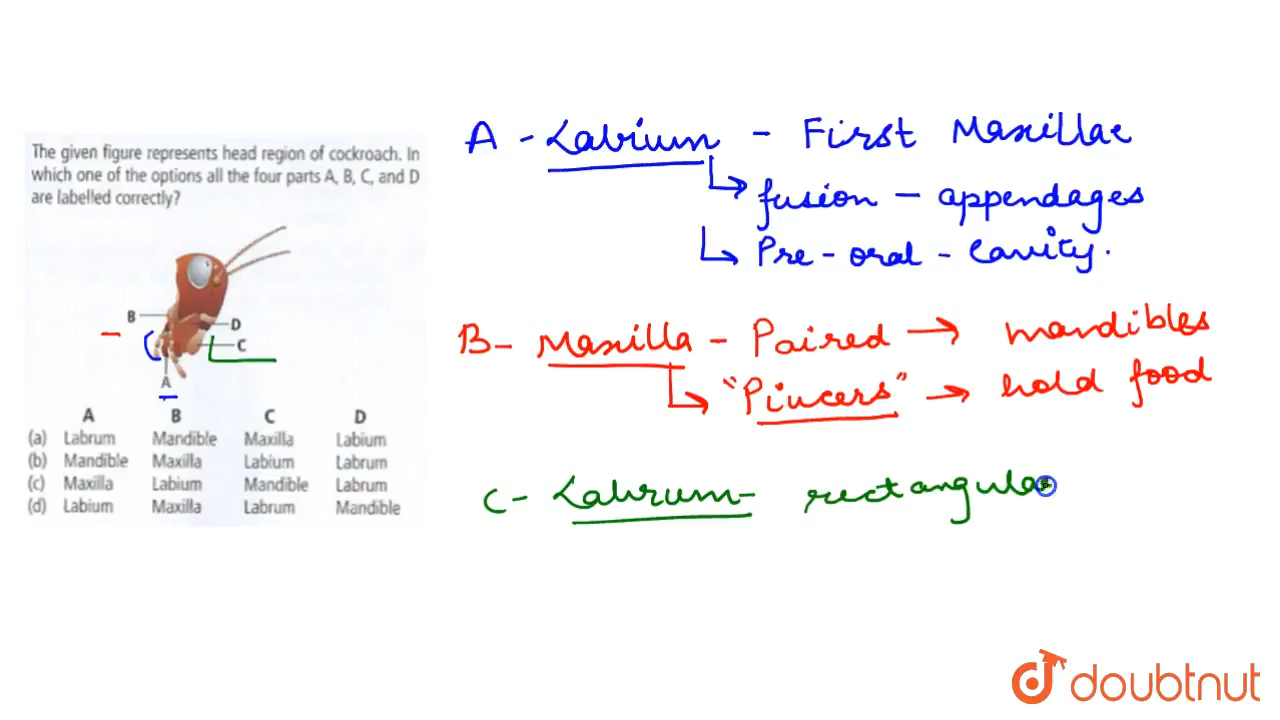 The given figure represents head region of cockroach. In
which one of the options all the four parts A, B, C, and D
are labelled correctly?
B
D
C
A
A B C D
(a) Labrum Mandible Maxilla Labium
(b) Mandible Maxilla Labium Labrum
(c) Maxilla Labium Mandible Labrum
(d) Labium Maxilla Labrum Mandible
A - Labium - First Maxillae
fusion - appendages
Pre-oral-cavity.
B - Maxilla - Paired → mandibles
"Pincers" → hold food
C - Labrum - rectangular
doubtnut